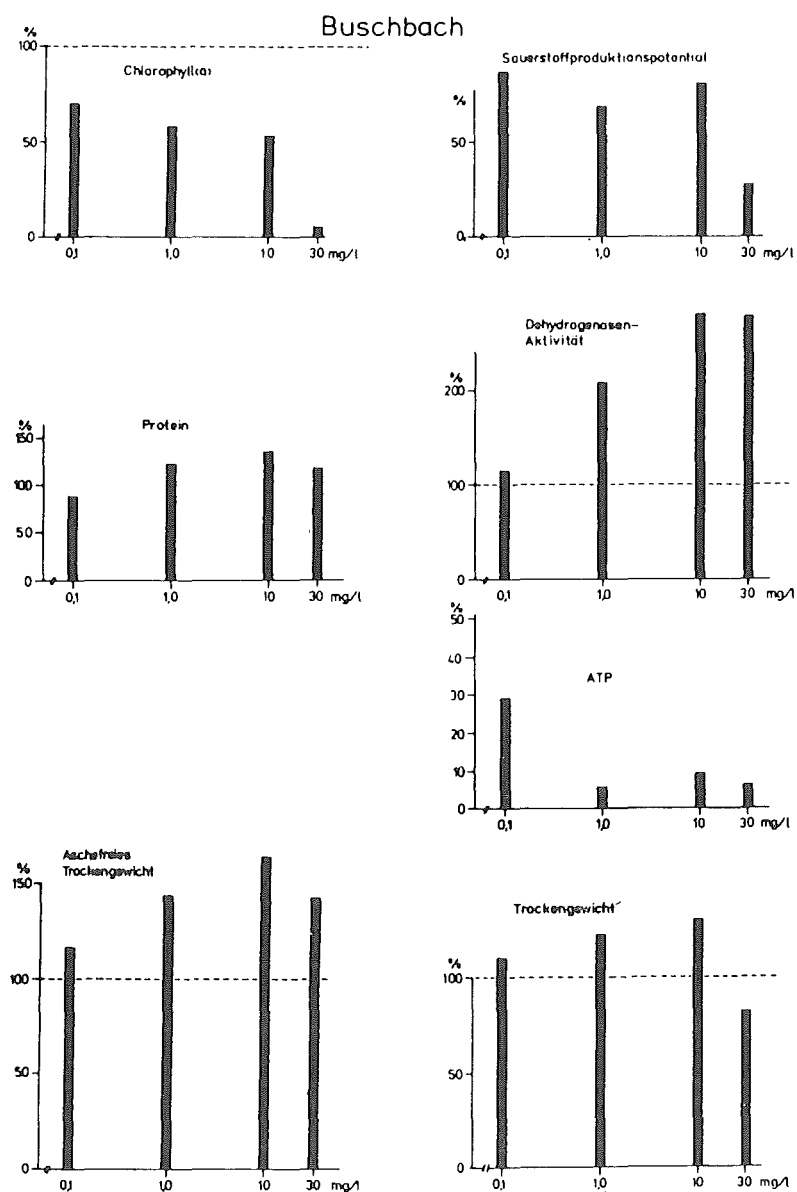 Buschbach
%
100
50
0
Chlorophyll(a)
0,1 1,0 10 30 mg/l
Sauerstoffproduktionspotential
%
50
0
0,1 1,0 10 30 mg/l
Protein
%
150
100
50
0
0,1 1,0 10 30 mg/l
Dehydrogenasen-
Aktivität
%
200
100
0
0,1 1,0 10 30 mg/l
ATP
%
50
40
30
20
10
0
0,1 1,0 10 30 mg/l
Aschefreies
Trockengewicht
%
150
100
50
0
0,1 1,0 10 30 mg/l
Trockengewicht
%
100
50
0
0,1 1,0 10 30 mg/l